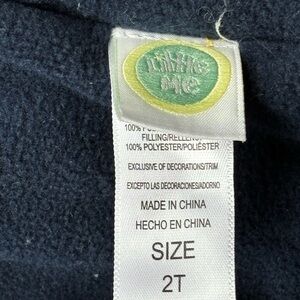 Little
Me
100%
FILLING/RELLENO
100% POLYESTER/POLIÉSTER
EXCLUSIVE OF DECORATIONS/TRIM
EXCEPTO LAS DECORACIONES/ADORNO
MADE IN CHINA
HECHO EN CHINA
SIZE
2T